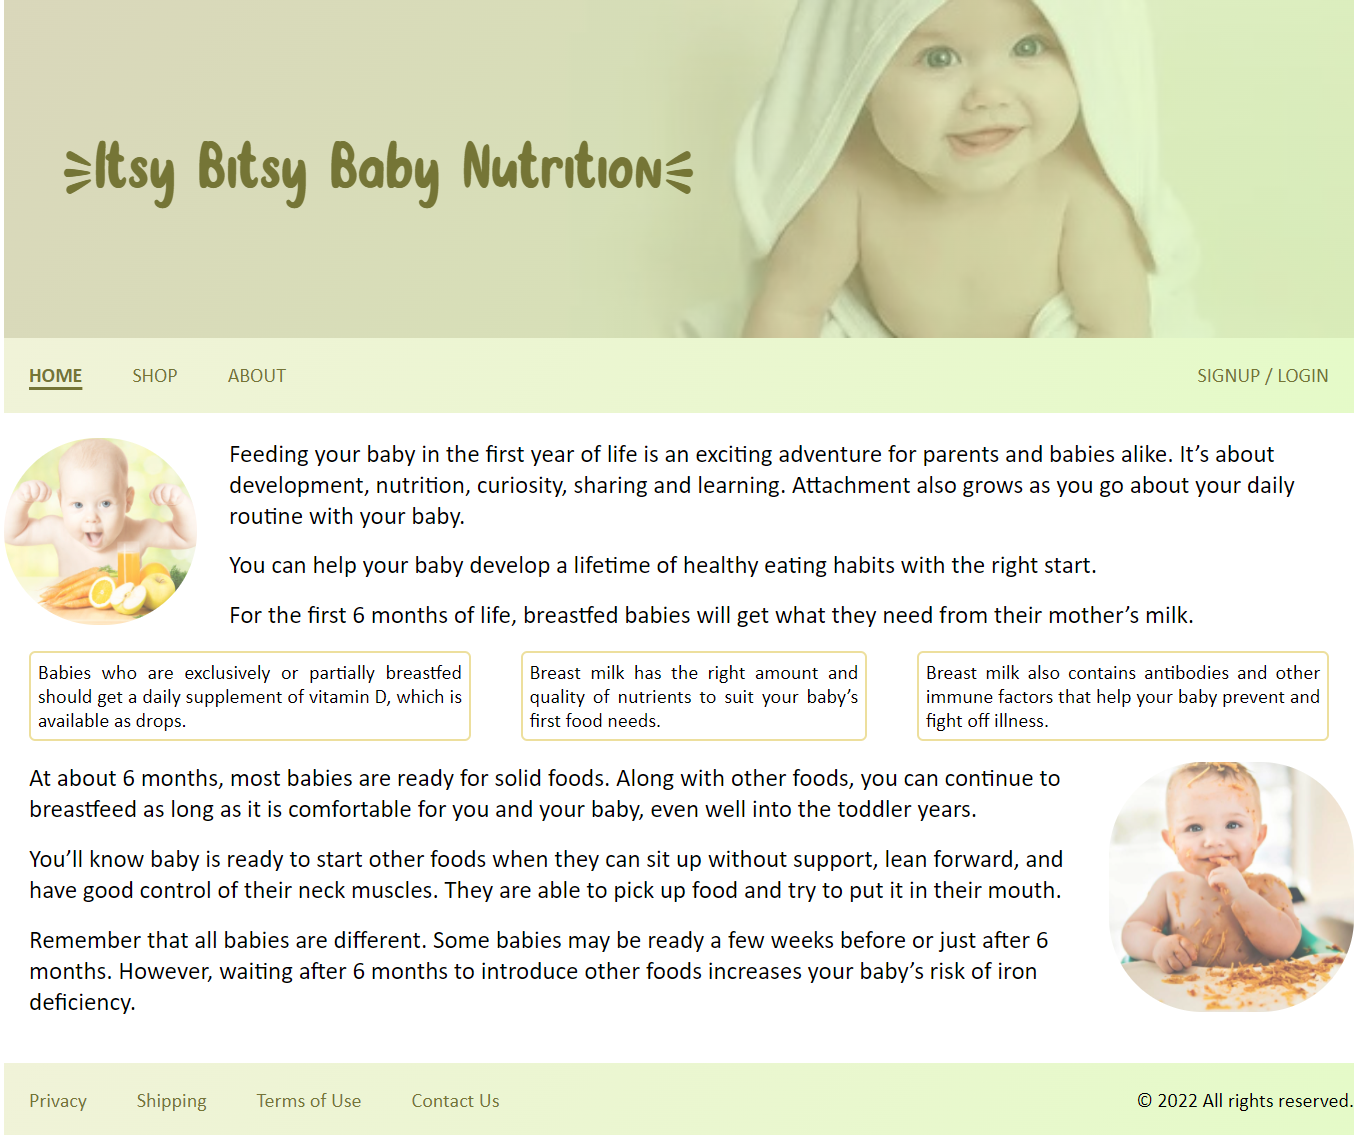 Itsy Bitsy Baby Nutrition
HOME SHOP ABOUT SIGNUP / LOGIN
Feeding your baby in the first year of life is an exciting adventure for parents and babies alike. It’s about
development, nutrition, curiosity, sharing and learning. Attachment also grows as you go about your daily
routine with your baby.
You can help your baby develop a lifetime of healthy eating habits with the right start.
For the first 6 months of life, breastfed babies will get what they need from their mother’s milk.
Babies who are exclusively or partially breastfed
should get a daily supplement of vitamin D, which is
available as drops.
Breast milk has the right amount and
quality of nutrients to suit your baby’s
first food needs.
Breast milk also contains antibodies and other
immune factors that help your baby prevent and
fight off illness.
At about 6 months, most babies are ready for solid foods. Along with other foods, you can continue to
breastfeed as long as it is comfortable for you and your baby, even well into the toddler years.
You’ll know baby is ready to start other foods when they can sit up without support, lean forward, and
have good control of their neck muscles. They are able to pick up food and try to put it in their mouth.
Remember that all babies are different. Some babies may be ready a few weeks before or just after 6
months. However, waiting after 6 months to introduce other foods increases your baby’s risk of iron
deficiency.
Privacy Shipping Terms of Use Contact Us © 2022 All rights reserved.